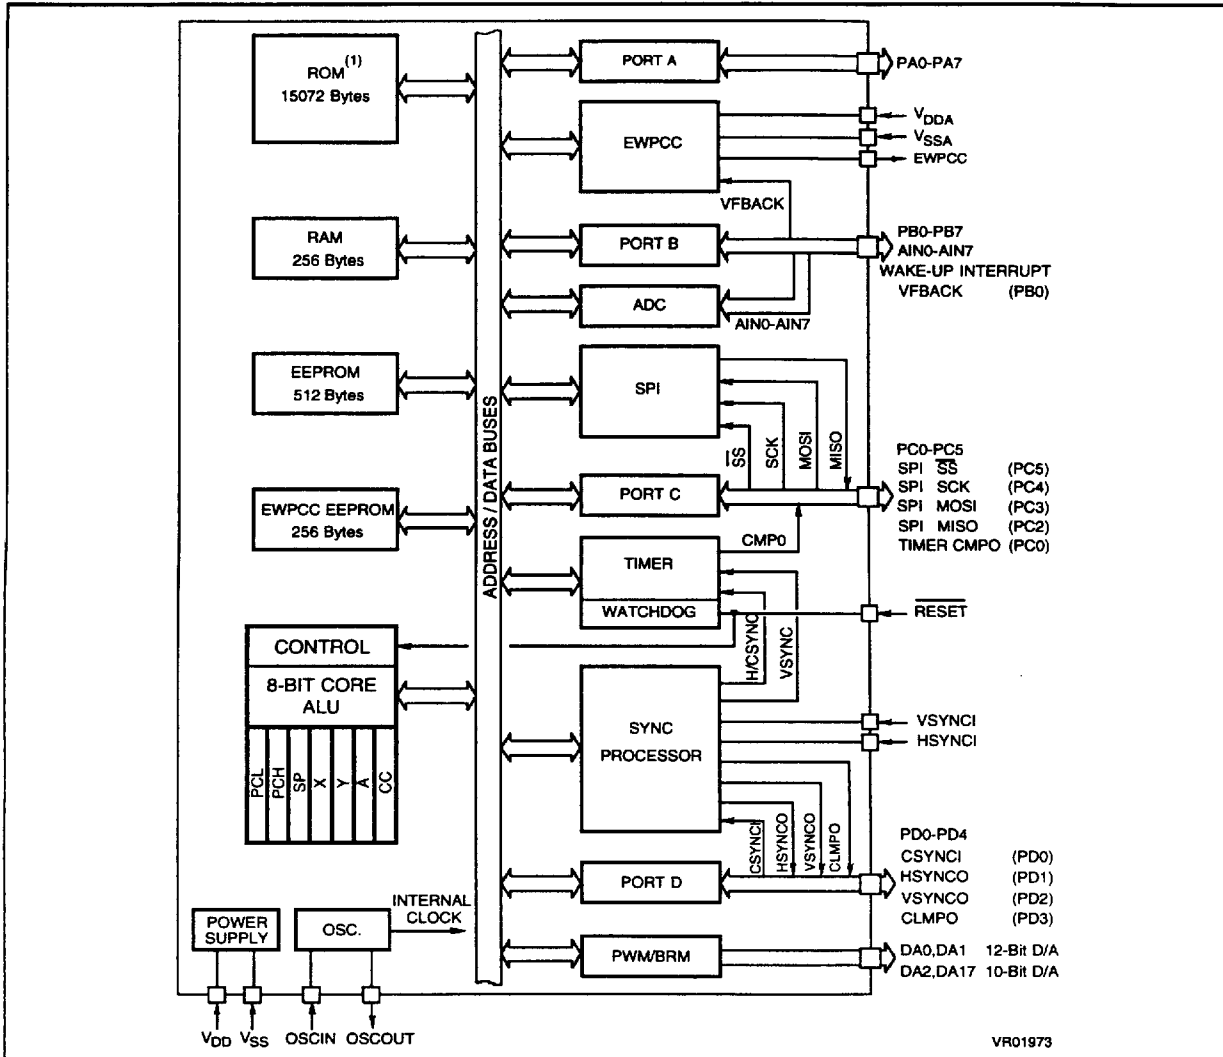 ROM(1)
15072 Bytes
RAM
256 Bytes
EEPROM
512 Bytes
EWPCC EEPROM
256 Bytes
CONTROL
8-BIT CORE
ALU
PCL
PCH
SP
X
Y
A
CC
POWER
SUPPLY
OSC.
INTERNAL
CLOCK
VDD
VSS
OSCIN
OSCOUT
ADDRESS / DATA BUSES
PORT A
PA0-PA7
EWPCC
VDDA
VSSA
EWPCC
VFBACK
PORT B
PB0-PB7
AIN0-AIN7
WAKE-UP INTERRUPT
VFBACK (PB0)
ADC
AIN0-AIN7
SPI
SS
SCK
MOSI
MISO
PORT C
PC0-PC5
SPI SS (PC5)
SPI SCK (PC4)
SPI MOSI (PC3)
SPI MISO (PC2)
TIMER CMPO (PC0)
CMP0
TIMER
WATCHDOG
RESET
H/CSYNC
VSYNC
SYNC
PROCESSOR
VSYNCI
HSYNCI
CSYNCI
HSYNCO
VSYNCO
CLMPO
PORT D
PD0-PD4
CSYNCI (PD0)
HSYNCO (PD1)
VSYNCO (PD2)
CLMPO (PD3)
PWM/BRM
DA0,DA1 12-Bit D/A
DA2,DA17 10-Bit D/A
VR01973